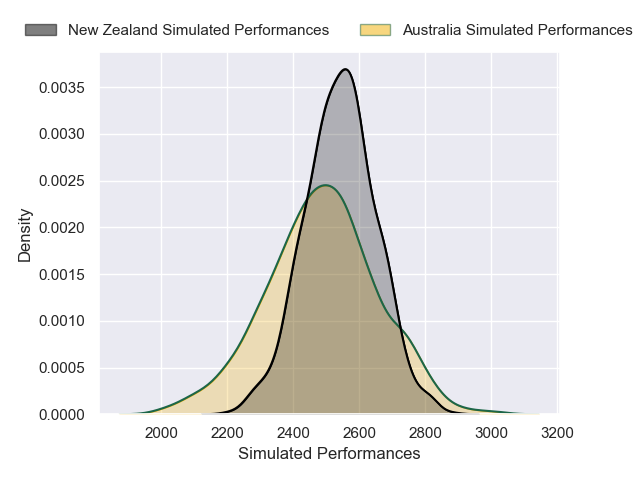 New Zealand Simulated Performances Australia Simulated Performances
0.0035
0.0030
0.0025
0.0020
0.0015
0.0010
0.0005
0.0000
Density
2000 2200 2400 2600 2800 3000 3200
Simulated Performances